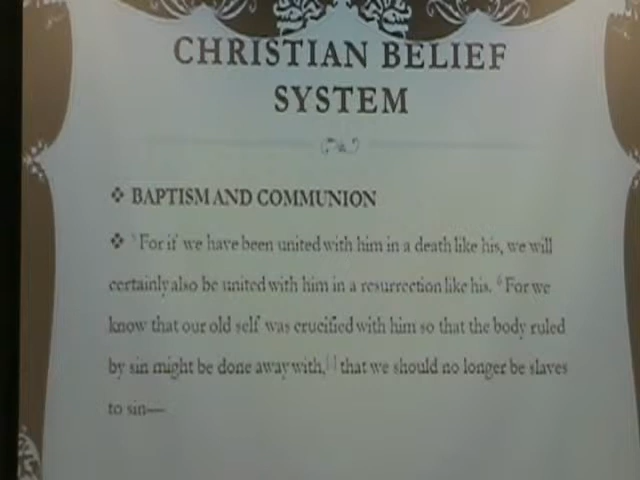 CHRISTIAN BELIEF
SYSTEM
❖ BAPTISM AND COMMUNION
❖ ⁵ For if we have been united with him in a death like his, we will
certainly also be united with him in a resurrection like his. ⁶ For we
know that our old self was crucified with him so that the body ruled
by sin might be done away with,[ ] that we should no longer be slaves
to sin—